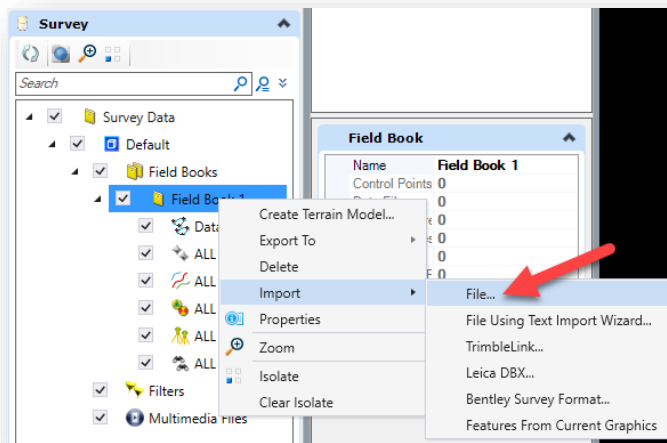 Survey
Search
Survey Data
Default
Field Books
Field Book 1
Data
ALL
ALL
ALL
ALL
ALL
Filters
Multimedia Files
Field Book
Name Field Book 1
Control Points 0
0
0
0
0
0
Create Terrain Model...
Export To
Delete
Import
Properties
Zoom
Isolate
Clear Isolate
File...
File Using Text Import Wizard...
TrimbleLink...
Leica DBX...
Bentley Survey Format...
Features From Current Graphics